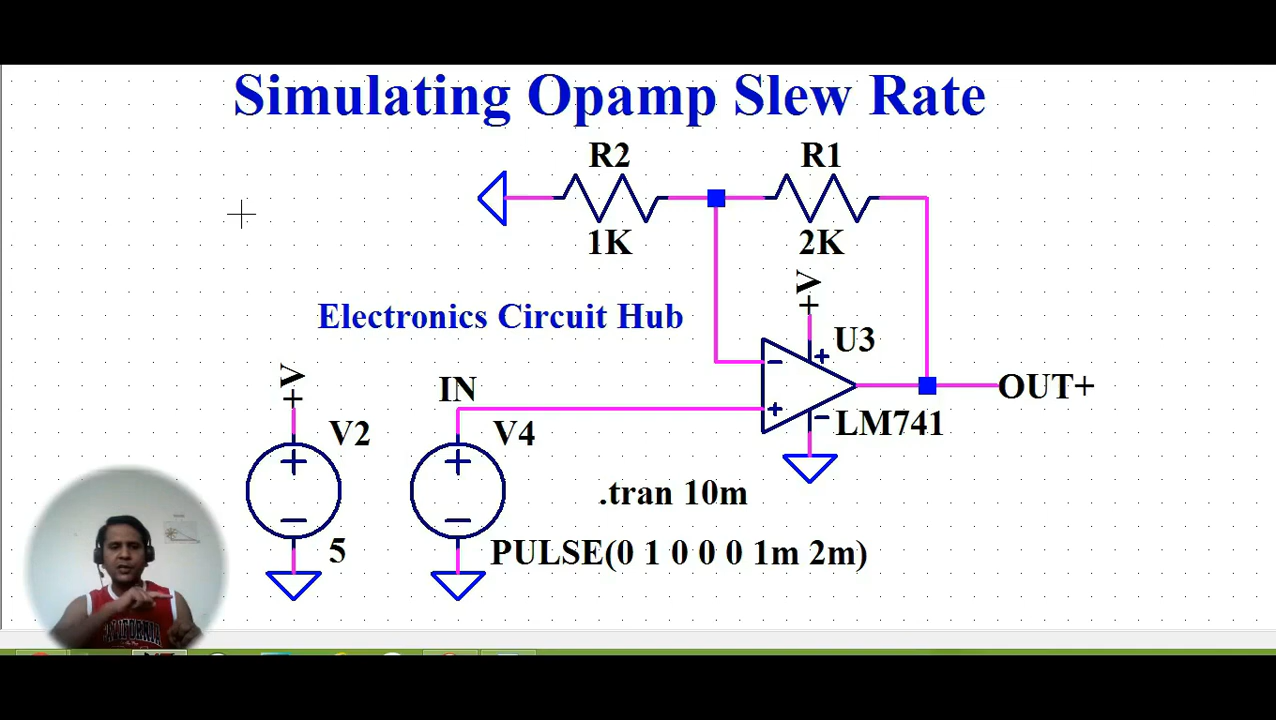 Simulating Opamp Slew Rate
R2
R1
1K
2K
+V
Electronics Circuit Hub
U3
+V
IN
OUT+
LM741
V2
V4
.tran 10m
5
PULSE(0 1 0 0 0 1m 2m)
CALIFORNIA